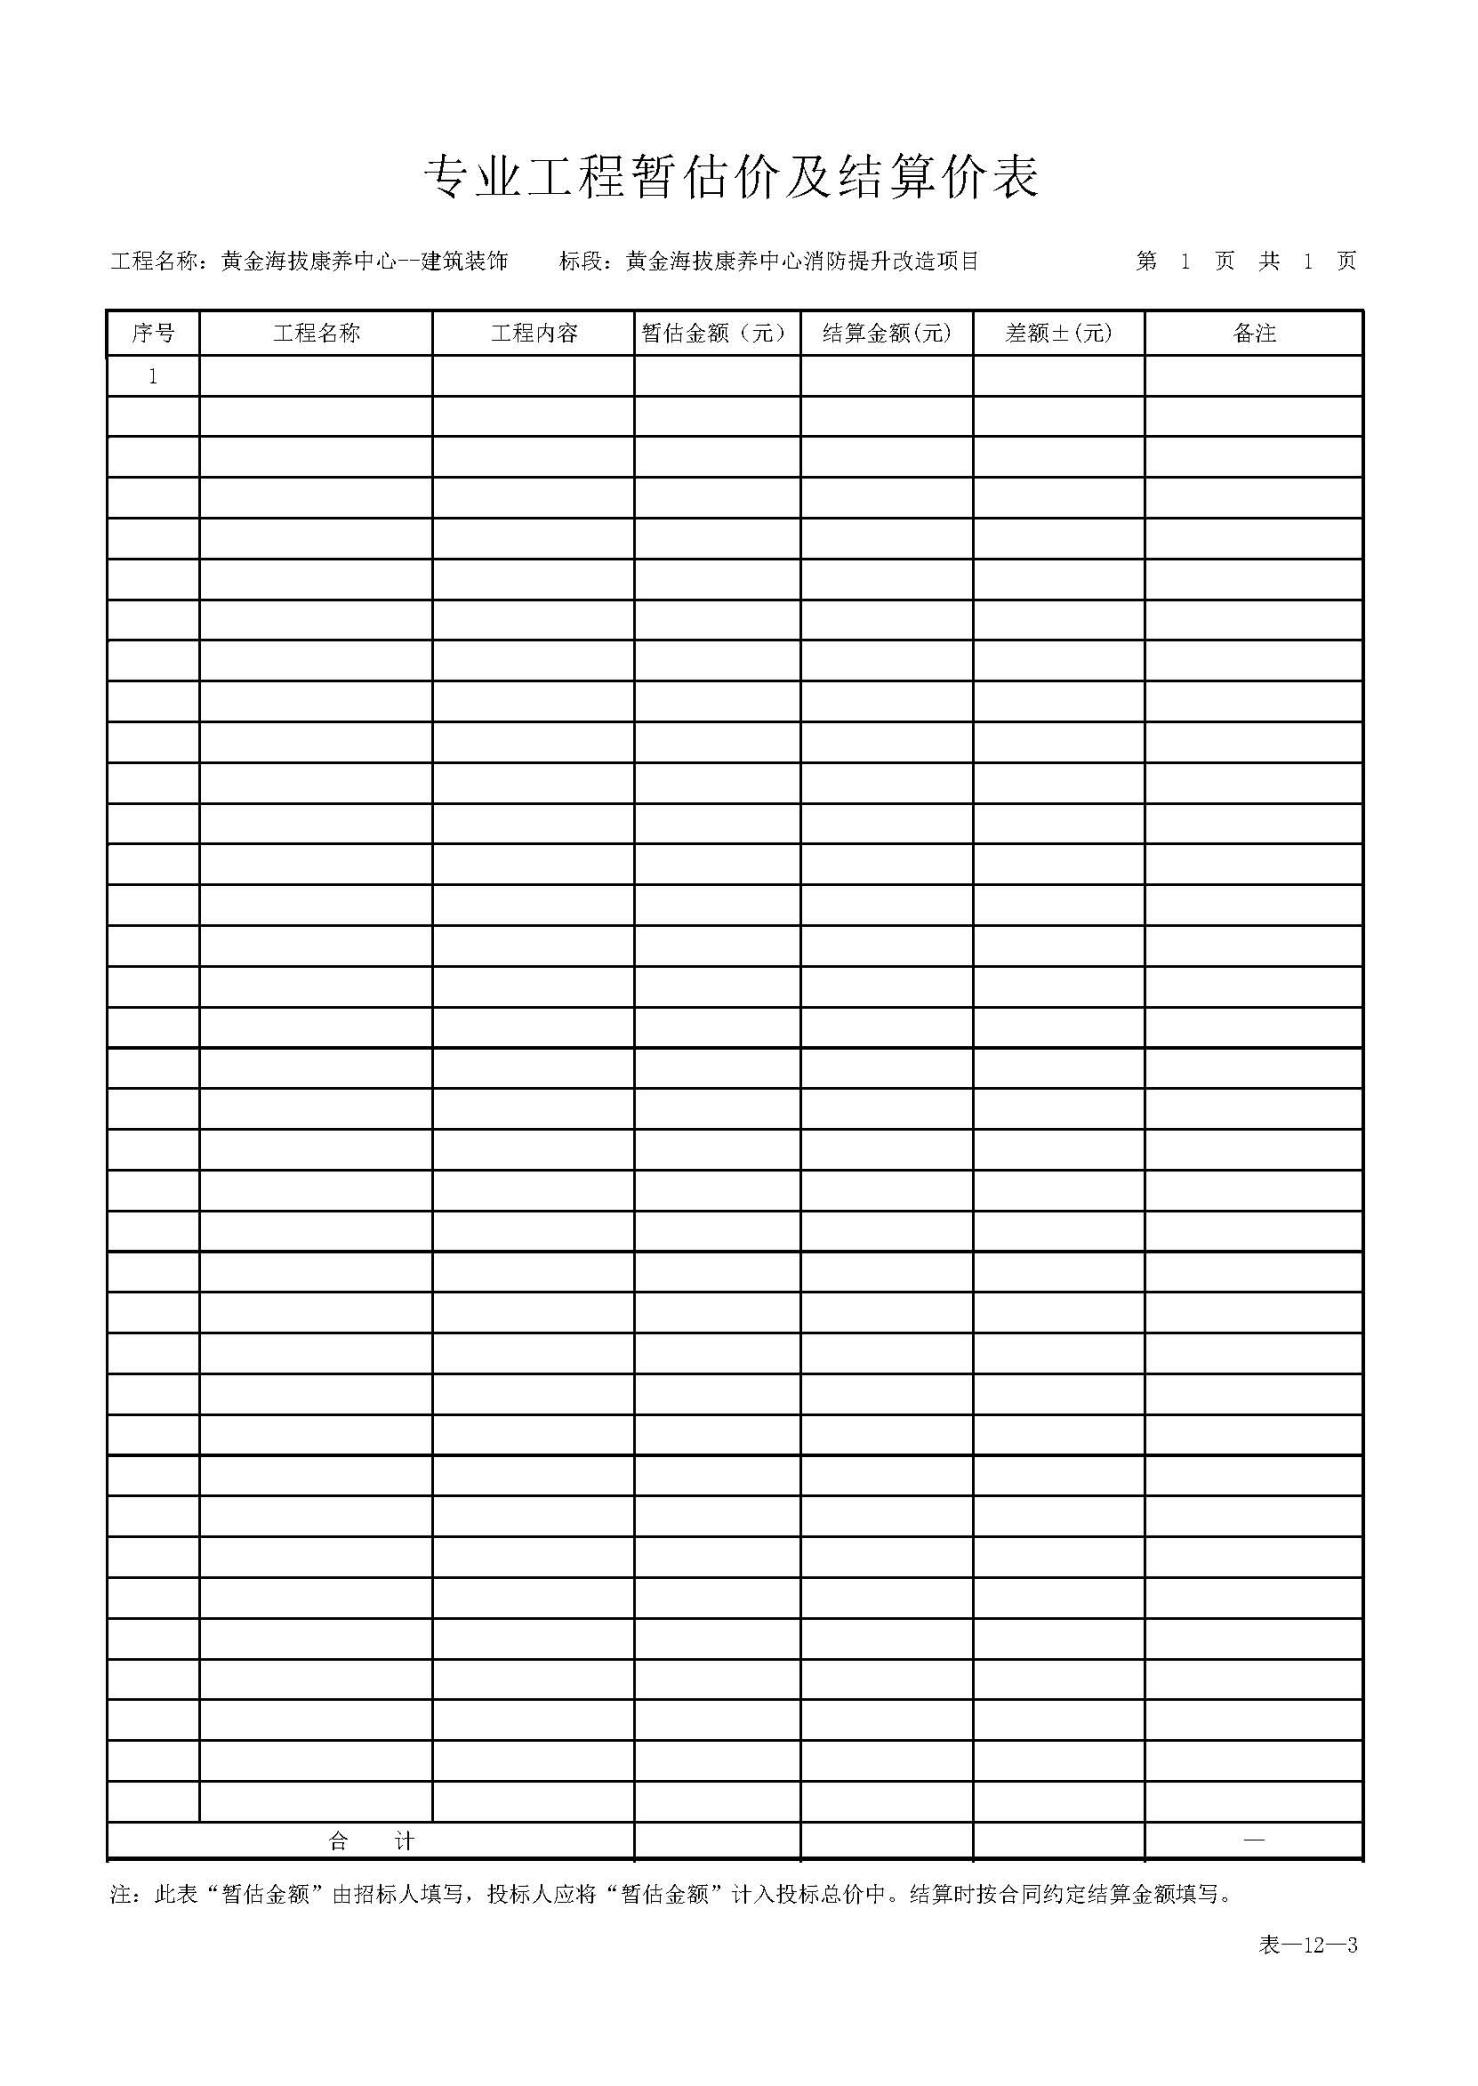 专业工程暂估价及结算价表
工程名称：黄金海拔康养中心--建筑装饰 标段：黄金海拔康养中心消防提升改造项目 第 1 页 共 1 页
序号 工程名称 工程内容 暂估金额（元） 结算金额(元) 差额±(元) 备注
1
合 计 —
注：此表“暂估金额”由招标人填写，投标人应将“暂估金额”计入投标总价中。结算时按合同约定结算金额填写。
表—12—3